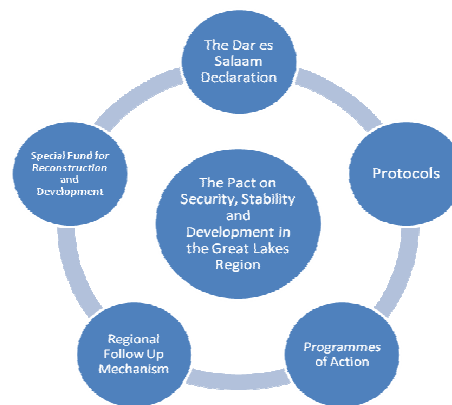 The Dar es
Salaam
Declaration
Protocols
Programmes
of Action
Regional
Follow Up
Mechanism
Special Fund for
Reconstruction
and
Development
The Pact on
Security, Stability
and
Development in
the Great Lakes
Region